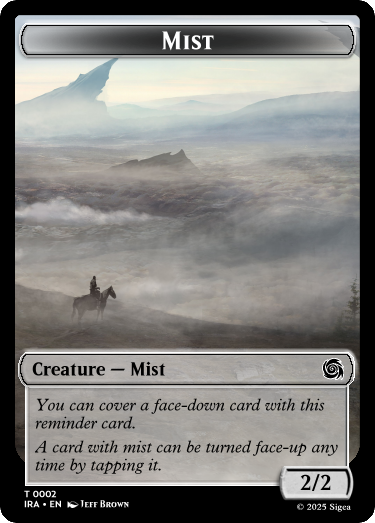 Mist
Creature — Mist
You can cover a face-down card with this
reminder card.
A card with mist can be turned face-up any
time by tapping it.
2/2
T 0002
IRA • EN Jeff Brown
© 2025 Sigea